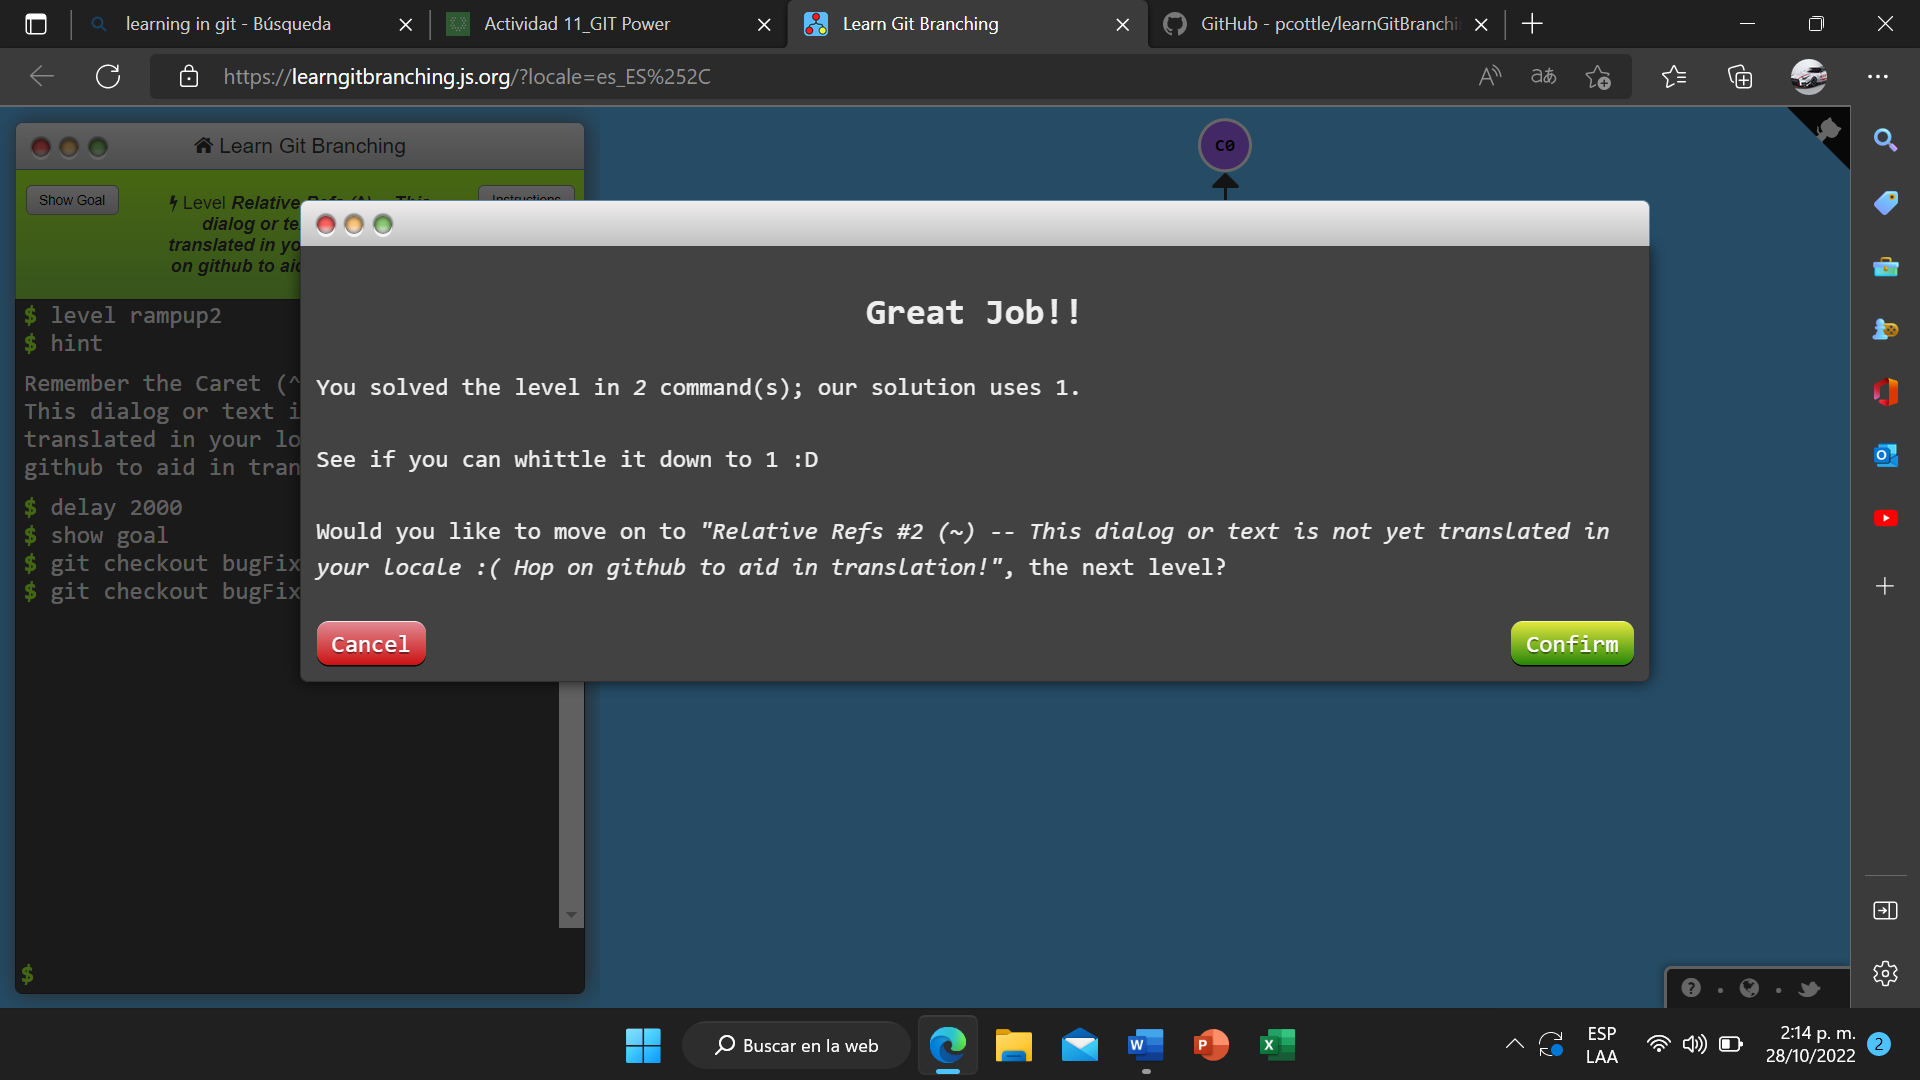 learning in git - Búsqueda
Actividad 11_GIT Power
Learn Git Branching
GitHub - pcottle/learnGitBranchi
https://learngitbranching.js.org/?locale=es_ES%252C
Learn Git Branching
C0
Show Goal
Level Relative Refs (^) -- This
Instructions
dialog or te
translated in yo
on github to aid
$ level rampup2
$ hint
Remember the Caret (^
This dialog or text i
translated in your lo
github to aid in tran
$ delay 2000
$ show goal
$ git checkout bugFix
$ git checkout bugFix
$
Great Job!!
You solved the level in 2 command(s); our solution uses 1.
See if you can whittle it down to 1 :D
Would you like to move on to "Relative Refs #2 (~) -- This dialog or text is not yet translated in
your locale :( Hop on github to aid in translation!", the next level?
Cancel
Confirm
Buscar en la web
ESP
LAA
2:14 p. m.
28/10/2022
2